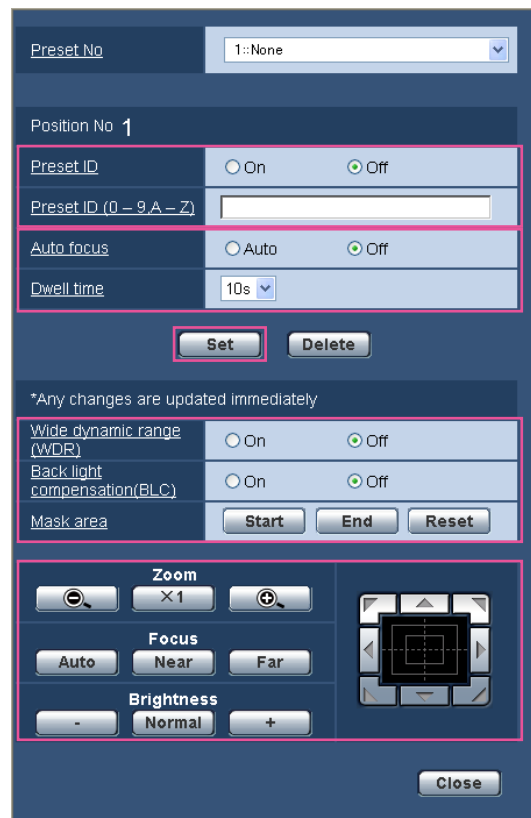 Preset No 1::None
Position No 1
Preset ID On Off
Preset ID (0 – 9,A – Z)
Auto focus Auto Off
Dwell time 10s
Set Delete
*Any changes are updated immediately
Wide dynamic range
(WDR) On Off
Back light
compensation(BLC) On Off
Mask area Start End Reset
Zoom
×1
Focus
Auto Near Far
Brightness
- Normal +
Close